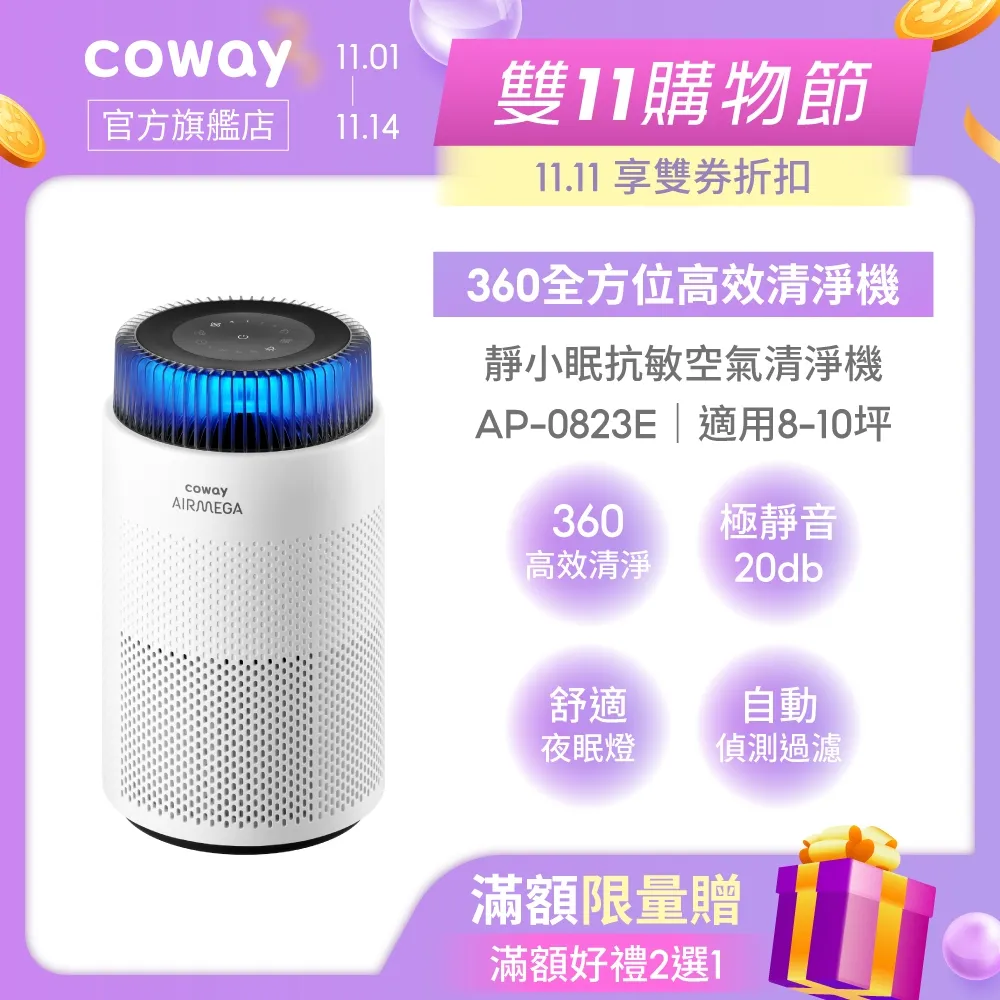 coway
官方旗艦店
11.01
11.14
雙11購物節
11.11 享雙券折扣
360全方位高效清淨機
靜小眠抗敏空氣清淨機
AP-0823E｜適用8-10坪
coway
AIRMEGA
360
高效清淨
極靜音
20db
舒適
夜眠燈
自動
偵測過濾
滿額限量贈
滿額好禮2選1